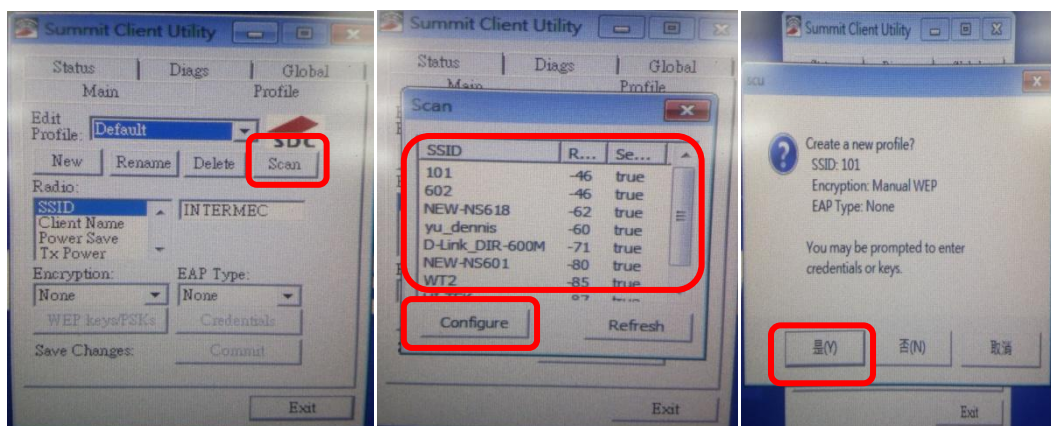 Summit Client Utility
Status Diags Global
Main Profile
Edit
Profile: Default
SDC
New Rename Delete Scan
Radio:
SSID INTERMEC
Client Name
Power Save
Tx Power
Encryption: EAP Type:
None None
WEP keys/PSKs Credentials
Save Changes: Commit
Exit
Summit Client Utility
Status Diags Global
Main Profile
Scan
SSID R... Se...
101 -46 true
602 -46 true
NEW-NS618 -62 true
yu_dennis -60 true
D-Link_DIR-600M -71 true
NEW-NS601 -80 true
WT2 -85 true
Configure Refresh
Exit
Summit Client Utility
scu
Create a new profile?
SSID: 101
Encryption: Manual WEP
EAP Type: None
You may be prompted to enter
credentials or keys.
是(Y) 否(N) 取消
Exit